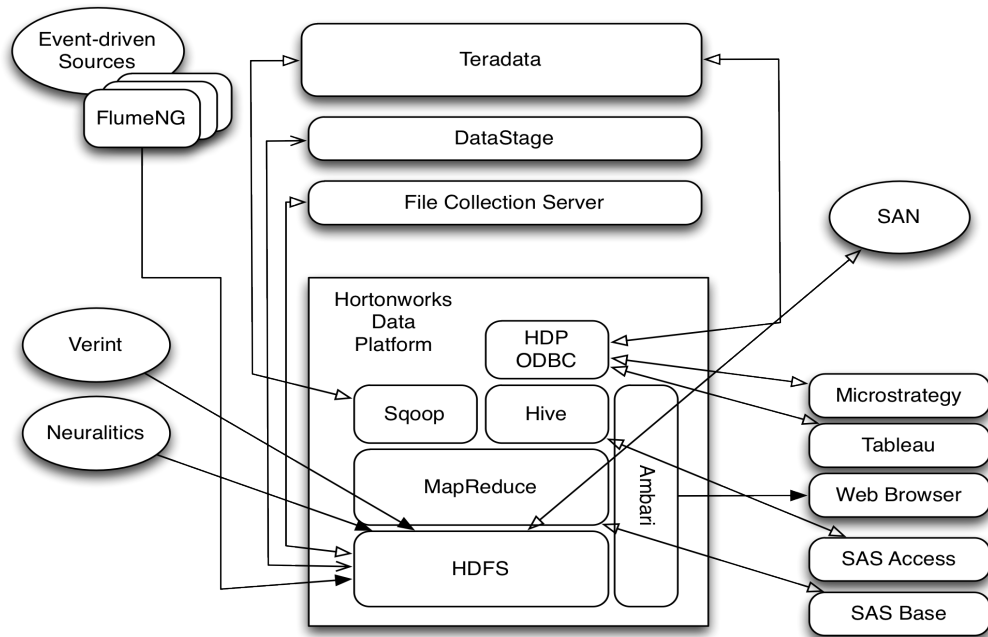 Event-driven
Sources
FlumeNG
Teradata
DataStage
File Collection Server
SAN
Hortonworks
Data
Platform
HDP
ODBC
Verint
Neuralitics
Sqoop
Hive
MapReduce
HDFS
Ambari
Microstrategy
Tableau
Web Browser
SAS Access
SAS Base